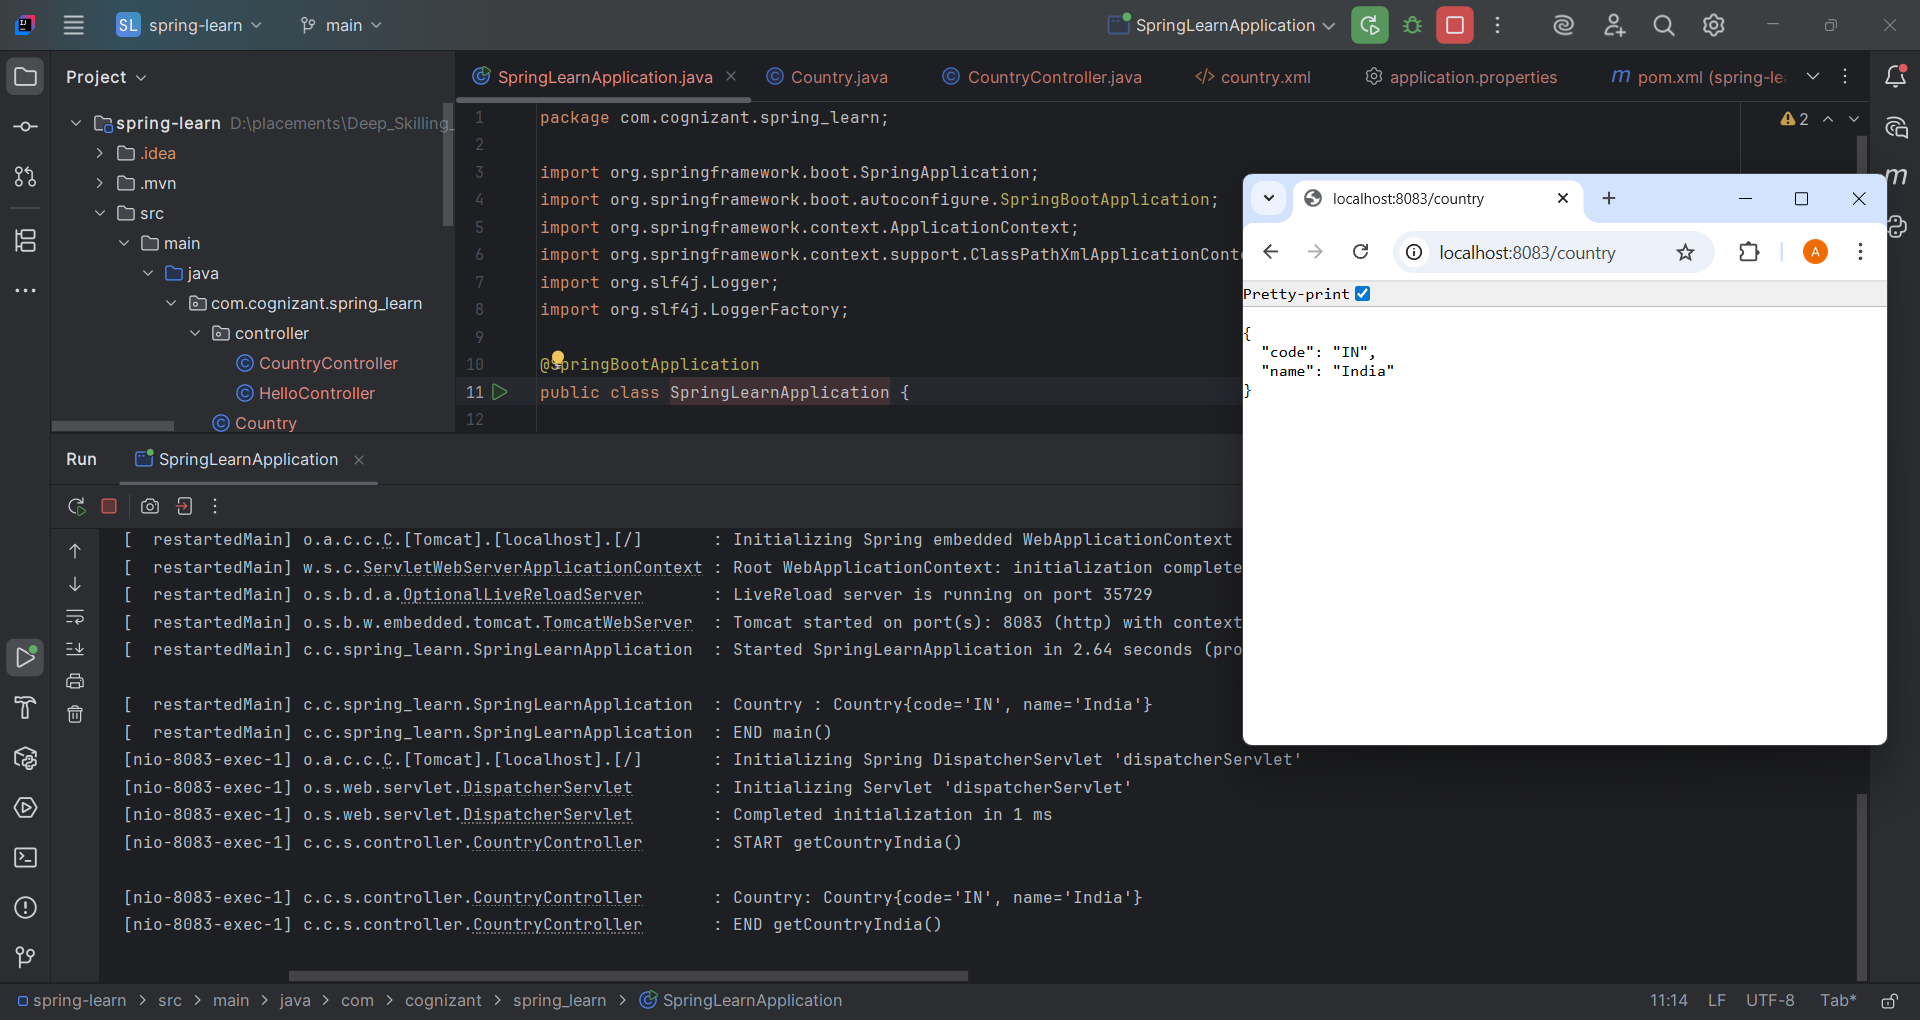 SL spring-learn main SpringLearnApplication
Project
SpringLearnApplication.java Country.java CountryController.java country.xml application.properties pom.xml (spring-le
spring-learn D:\placements\Deep_Skilling_
.idea
.mvn
src
main
java
com.cognizant.spring_learn
controller
CountryController
HelloController
Country
2
1 package com.cognizant.spring_learn;
2
3 import org.springframework.boot.SpringApplication;
4 import org.springframework.boot.autoconfigure.SpringBootApplication;
5 import org.springframework.context.ApplicationContext;
6 import org.springframework.context.support.ClassPathXmlApplicationConte
7 import org.slf4j.Logger;
8 import org.slf4j.LoggerFactory;
9
10 @SpringBootApplication
11 public class SpringLearnApplication {
12
localhost:8083/country
localhost:8083/country A
Pretty-print
{
"code": "IN",
"name": "India"
}
Run SpringLearnApplication
[  restartedMain] o.a.c.c.C.[Tomcat].[localhost].[/] : Initializing Spring embedded WebApplicationContext
[  restartedMain] w.s.c.ServletWebServerApplicationContext : Root WebApplicationContext: initialization complete
[  restartedMain] o.s.b.d.a.OptionalLiveReloadServer : LiveReload server is running on port 35729
[  restartedMain] o.s.b.w.embedded.tomcat.TomcatWebServer : Tomcat started on port(s): 8083 (http) with context
[  restartedMain] c.c.spring_learn.SpringLearnApplication : Started SpringLearnApplication in 2.64 seconds (pro
[  restartedMain] c.c.spring_learn.SpringLearnApplication : Country : Country{code='IN', name='India'}
[  restartedMain] c.c.spring_learn.SpringLearnApplication : END main()
[nio-8083-exec-1] o.a.c.c.C.[Tomcat].[localhost].[/] : Initializing Spring DispatcherServlet 'dispatcherServlet'
[nio-8083-exec-1] o.s.web.servlet.DispatcherServlet : Initializing Servlet 'dispatcherServlet'
[nio-8083-exec-1] o.s.web.servlet.DispatcherServlet : Completed initialization in 1 ms
[nio-8083-exec-1] c.c.s.controller.CountryController : START getCountryIndia()
[nio-8083-exec-1] c.c.s.controller.CountryController : Country: Country{code='IN', name='India'}
[nio-8083-exec-1] c.c.s.controller.CountryController : END getCountryIndia()
spring-learn > src > main > java > com > cognizant > spring_learn > SpringLearnApplication 11:14 LF UTF-8 Tab*